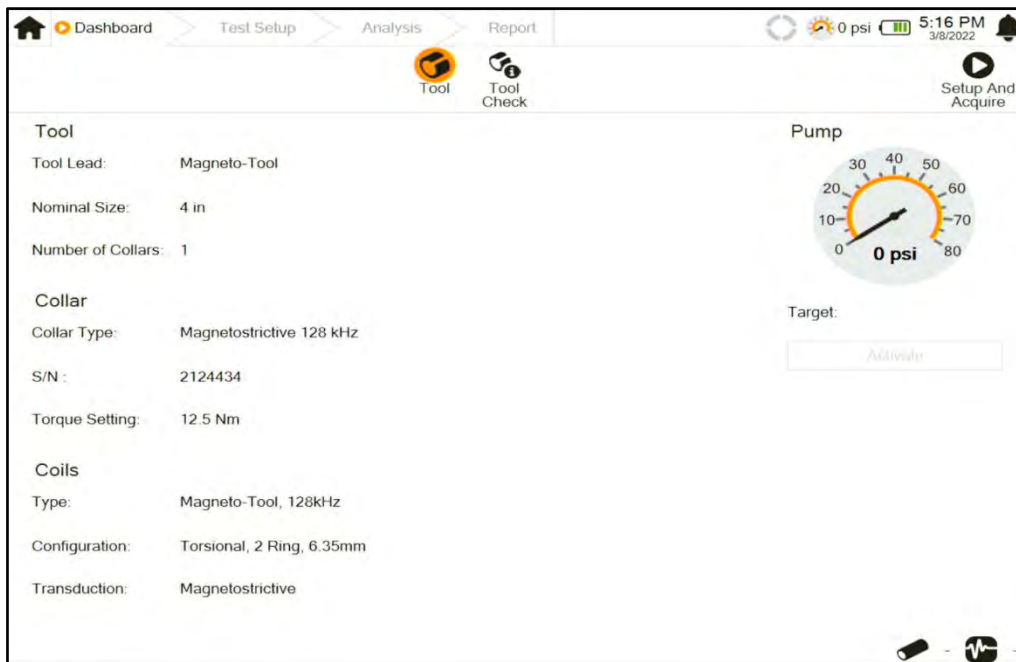 Dashboard Test Setup Analysis Report 0 psi 5:16 PM
3/8/2022
Tool Tool Check Setup And Acquire
Tool
Tool Lead: Magneto-Tool
Nominal Size: 4 in
Number of Collars: 1
Collar
Collar Type: Magnetostrictive 128 kHz
S/N : 2124434
Torque Setting: 12.5 Nm
Coils
Type: Magneto-Tool, 128kHz
Configuration: Torsional, 2 Ring, 6.35mm
Transduction: Magnetostrictive
Pump
0 10 20 30 40 50 60 70 80
0 psi
Target:
Activate
- -